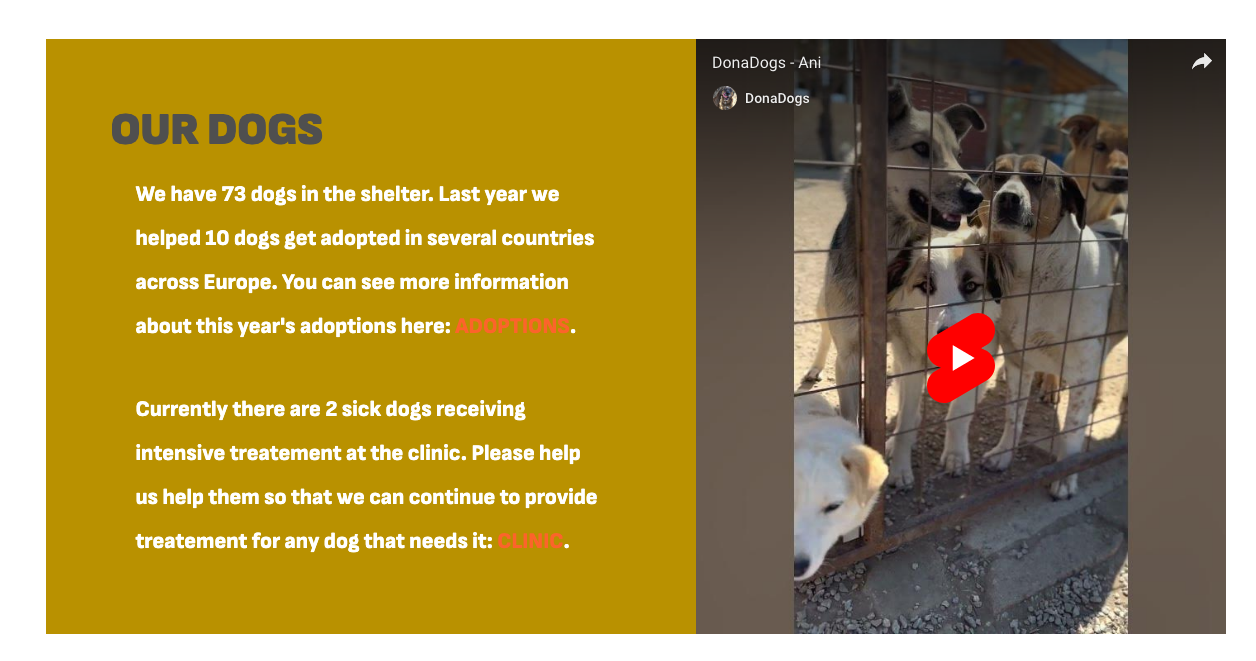 OUR DOGS
We have 73 dogs in the shelter. Last year we
helped 10 dogs get adopted in several countries
across Europe. You can see more information
about this year's adoptions here: ADOPTIONS.
Currently there are 2 sick dogs receiving
intensive treatement at the clinic. Please help
us help them so that we can continue to provide
treatement for any dog that needs it: CLINIC.
DonaDogs - Ani
DonaDogs